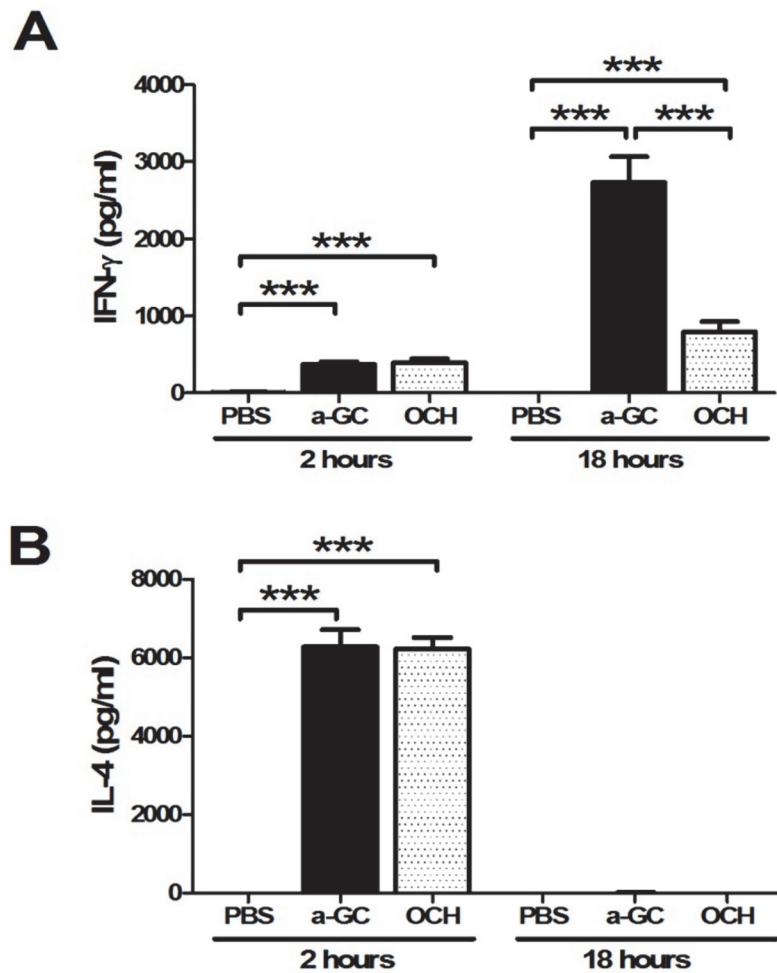 A
IFN-γ (pg/ml)
4000
3000
2000
1000
0
***
***
***
***
***
PBS a-GC OCH PBS a-GC OCH
2 hours 18 hours
B
IL-4 (pg/ml)
8000
6000
4000
2000
0
***
***
PBS a-GC OCH PBS a-GC OCH
2 hours 18 hours